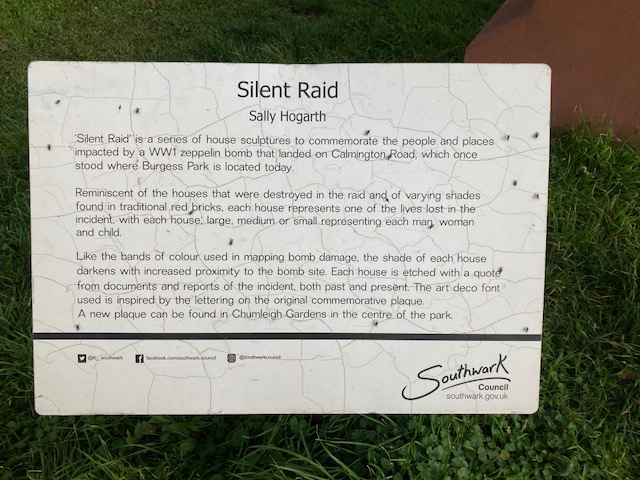 Silent Raid
Sally Hogarth
'Silent Raid' is a series of house sculptures to commemorate the people and places
impacted by a WW1 zeppelin bomb that landed on Calmington Road, which once
stood where Burgess Park is located today.
Reminiscent of the houses that were destroyed in the raid and of varying shades
found in traditional red bricks, each house represents one of the lives lost in the
incident, with each house; large, medium or small representing each man, woman
and child.
Like the bands of colour used in mapping bomb damage, the shade of each house
darkens with increased proximity to the bomb site. Each house is etched with a quote
from documents and reports of the incident, both past and present. The art deco font
used is inspired by the lettering on the original commemorative plaque.
A new plaque can be found in Chumleigh Gardens in the centre of the park.
@lb_southwark facebook.com/southwark.council @southwarkcouncil
Southwark
Council
southwark.gov.uk